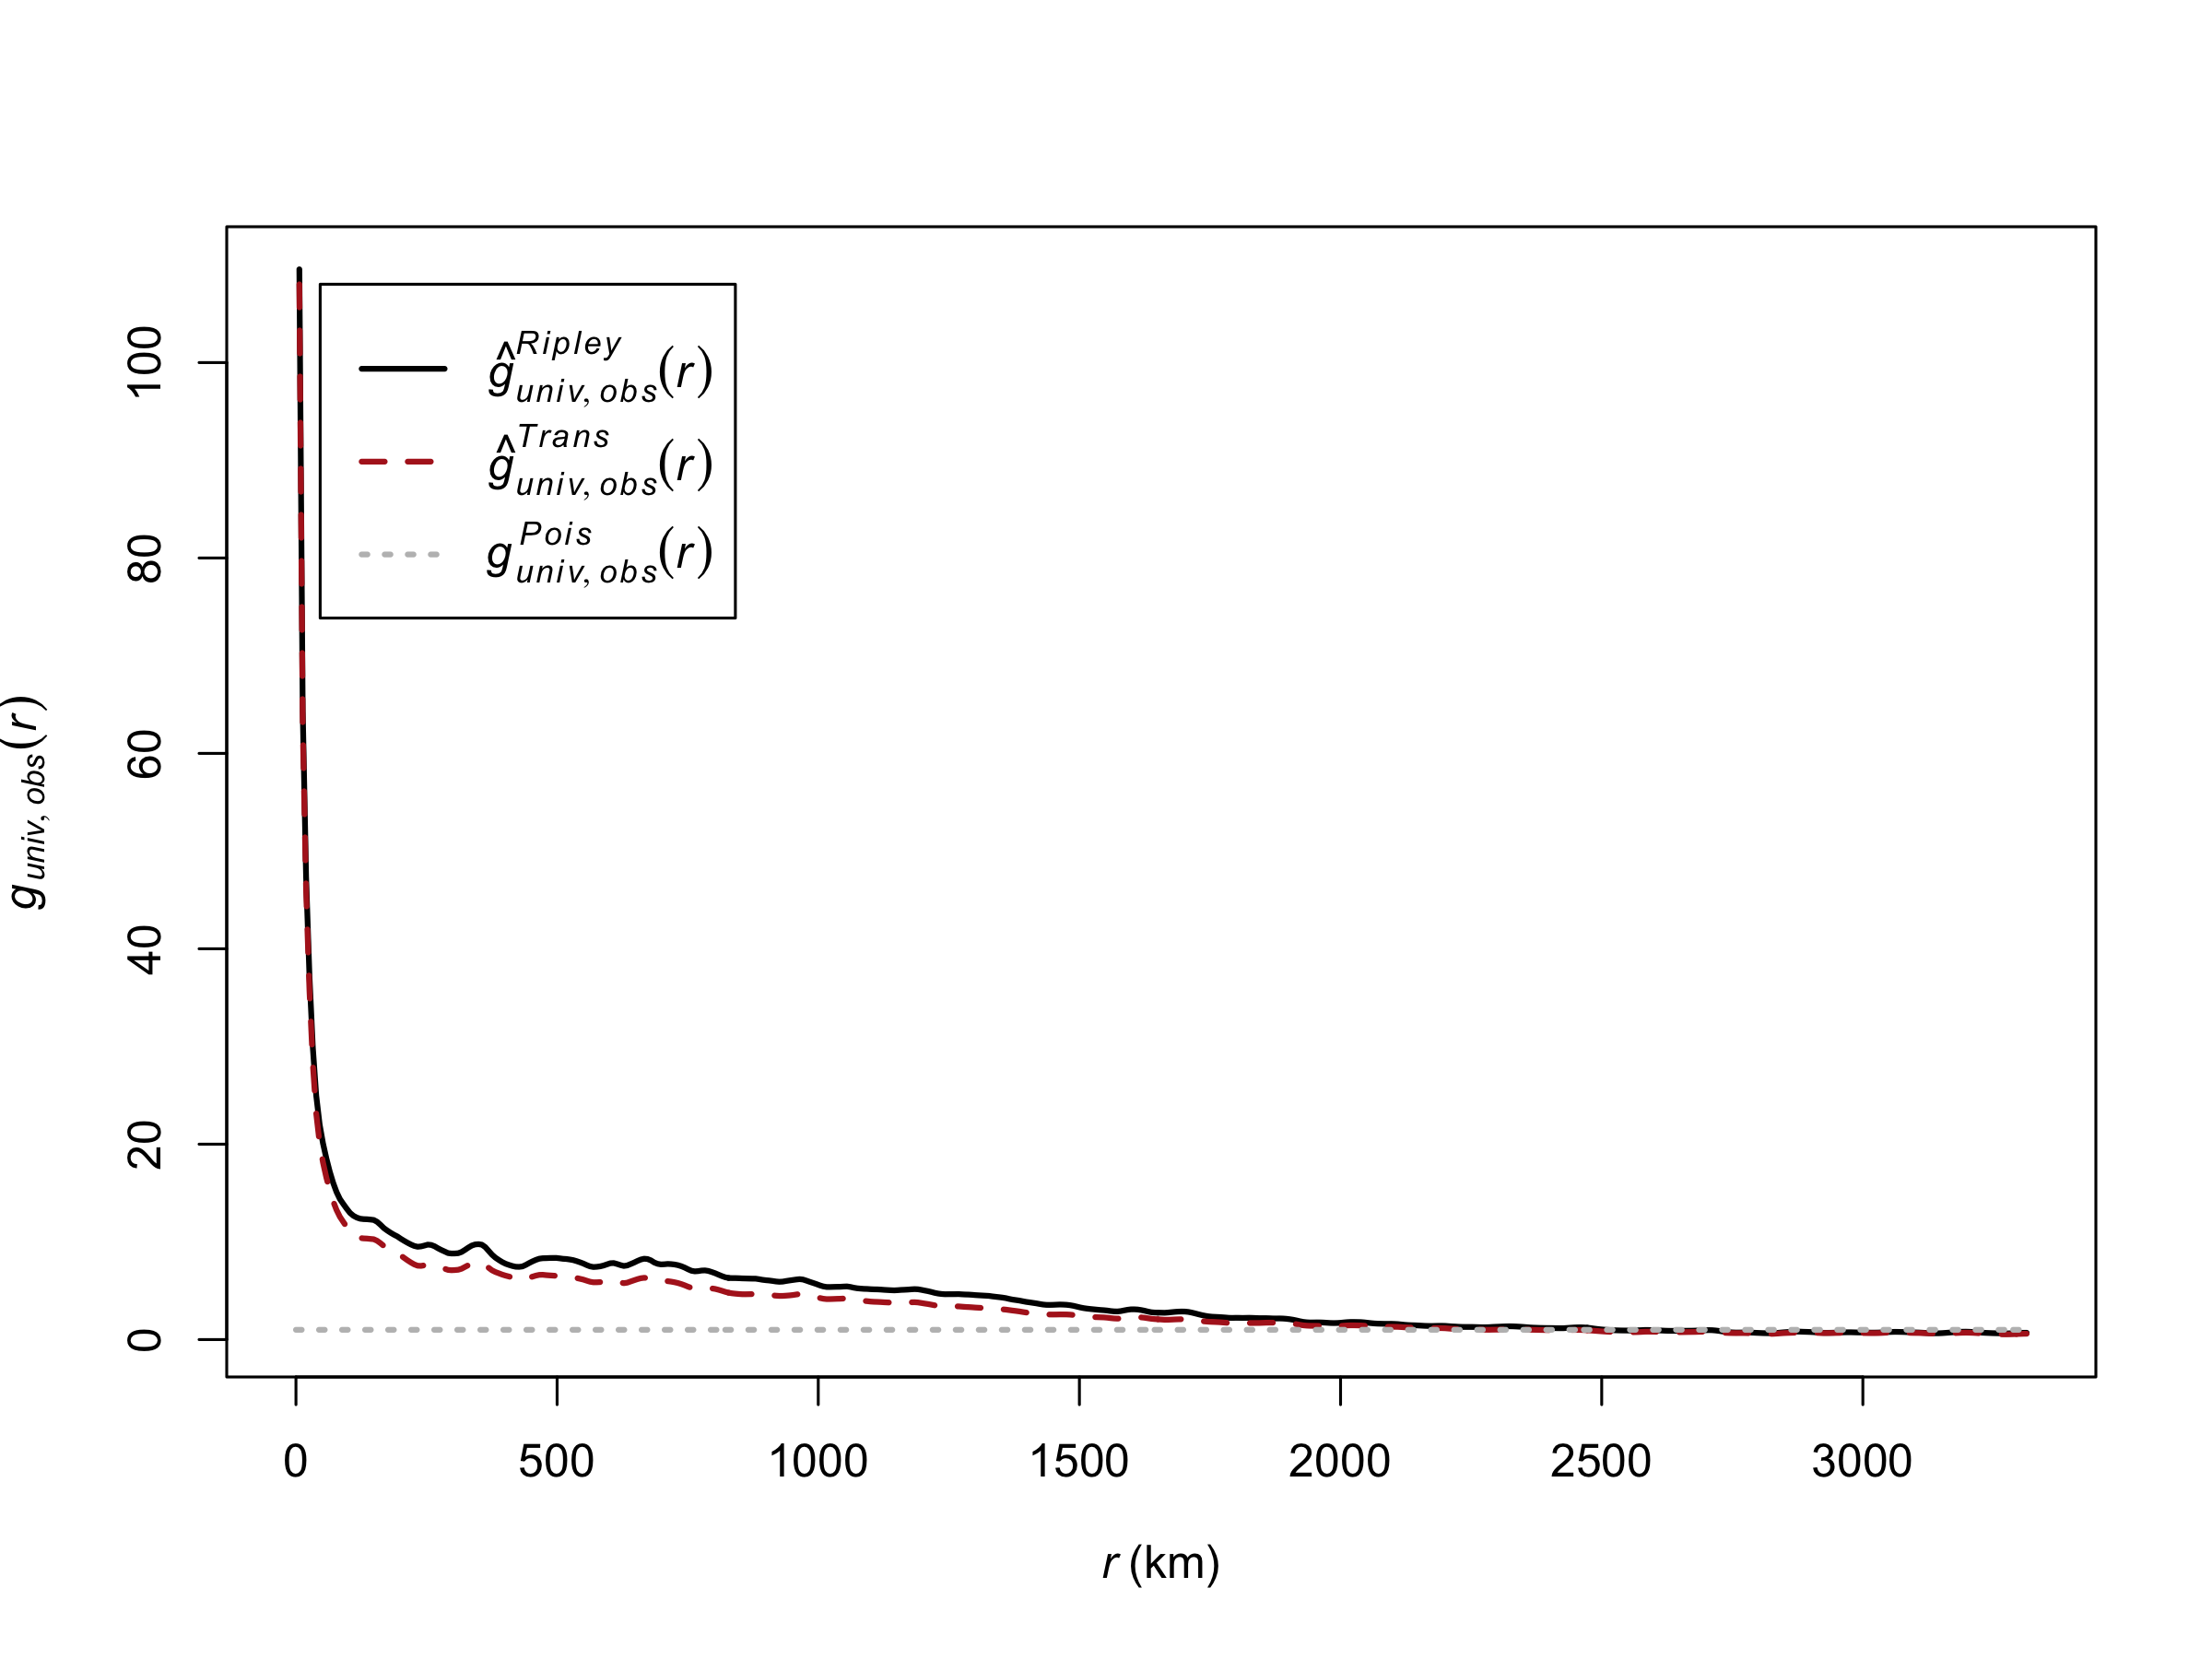 ĝ^Ripley_univ, obs(r)
ĝ^Trans_univ, obs(r)
g^Pois_univ, obs(r)
g_univ, obs(r)
100
80
60
40
20
0
0 500 1000 1500 2000 2500 3000
r (km)